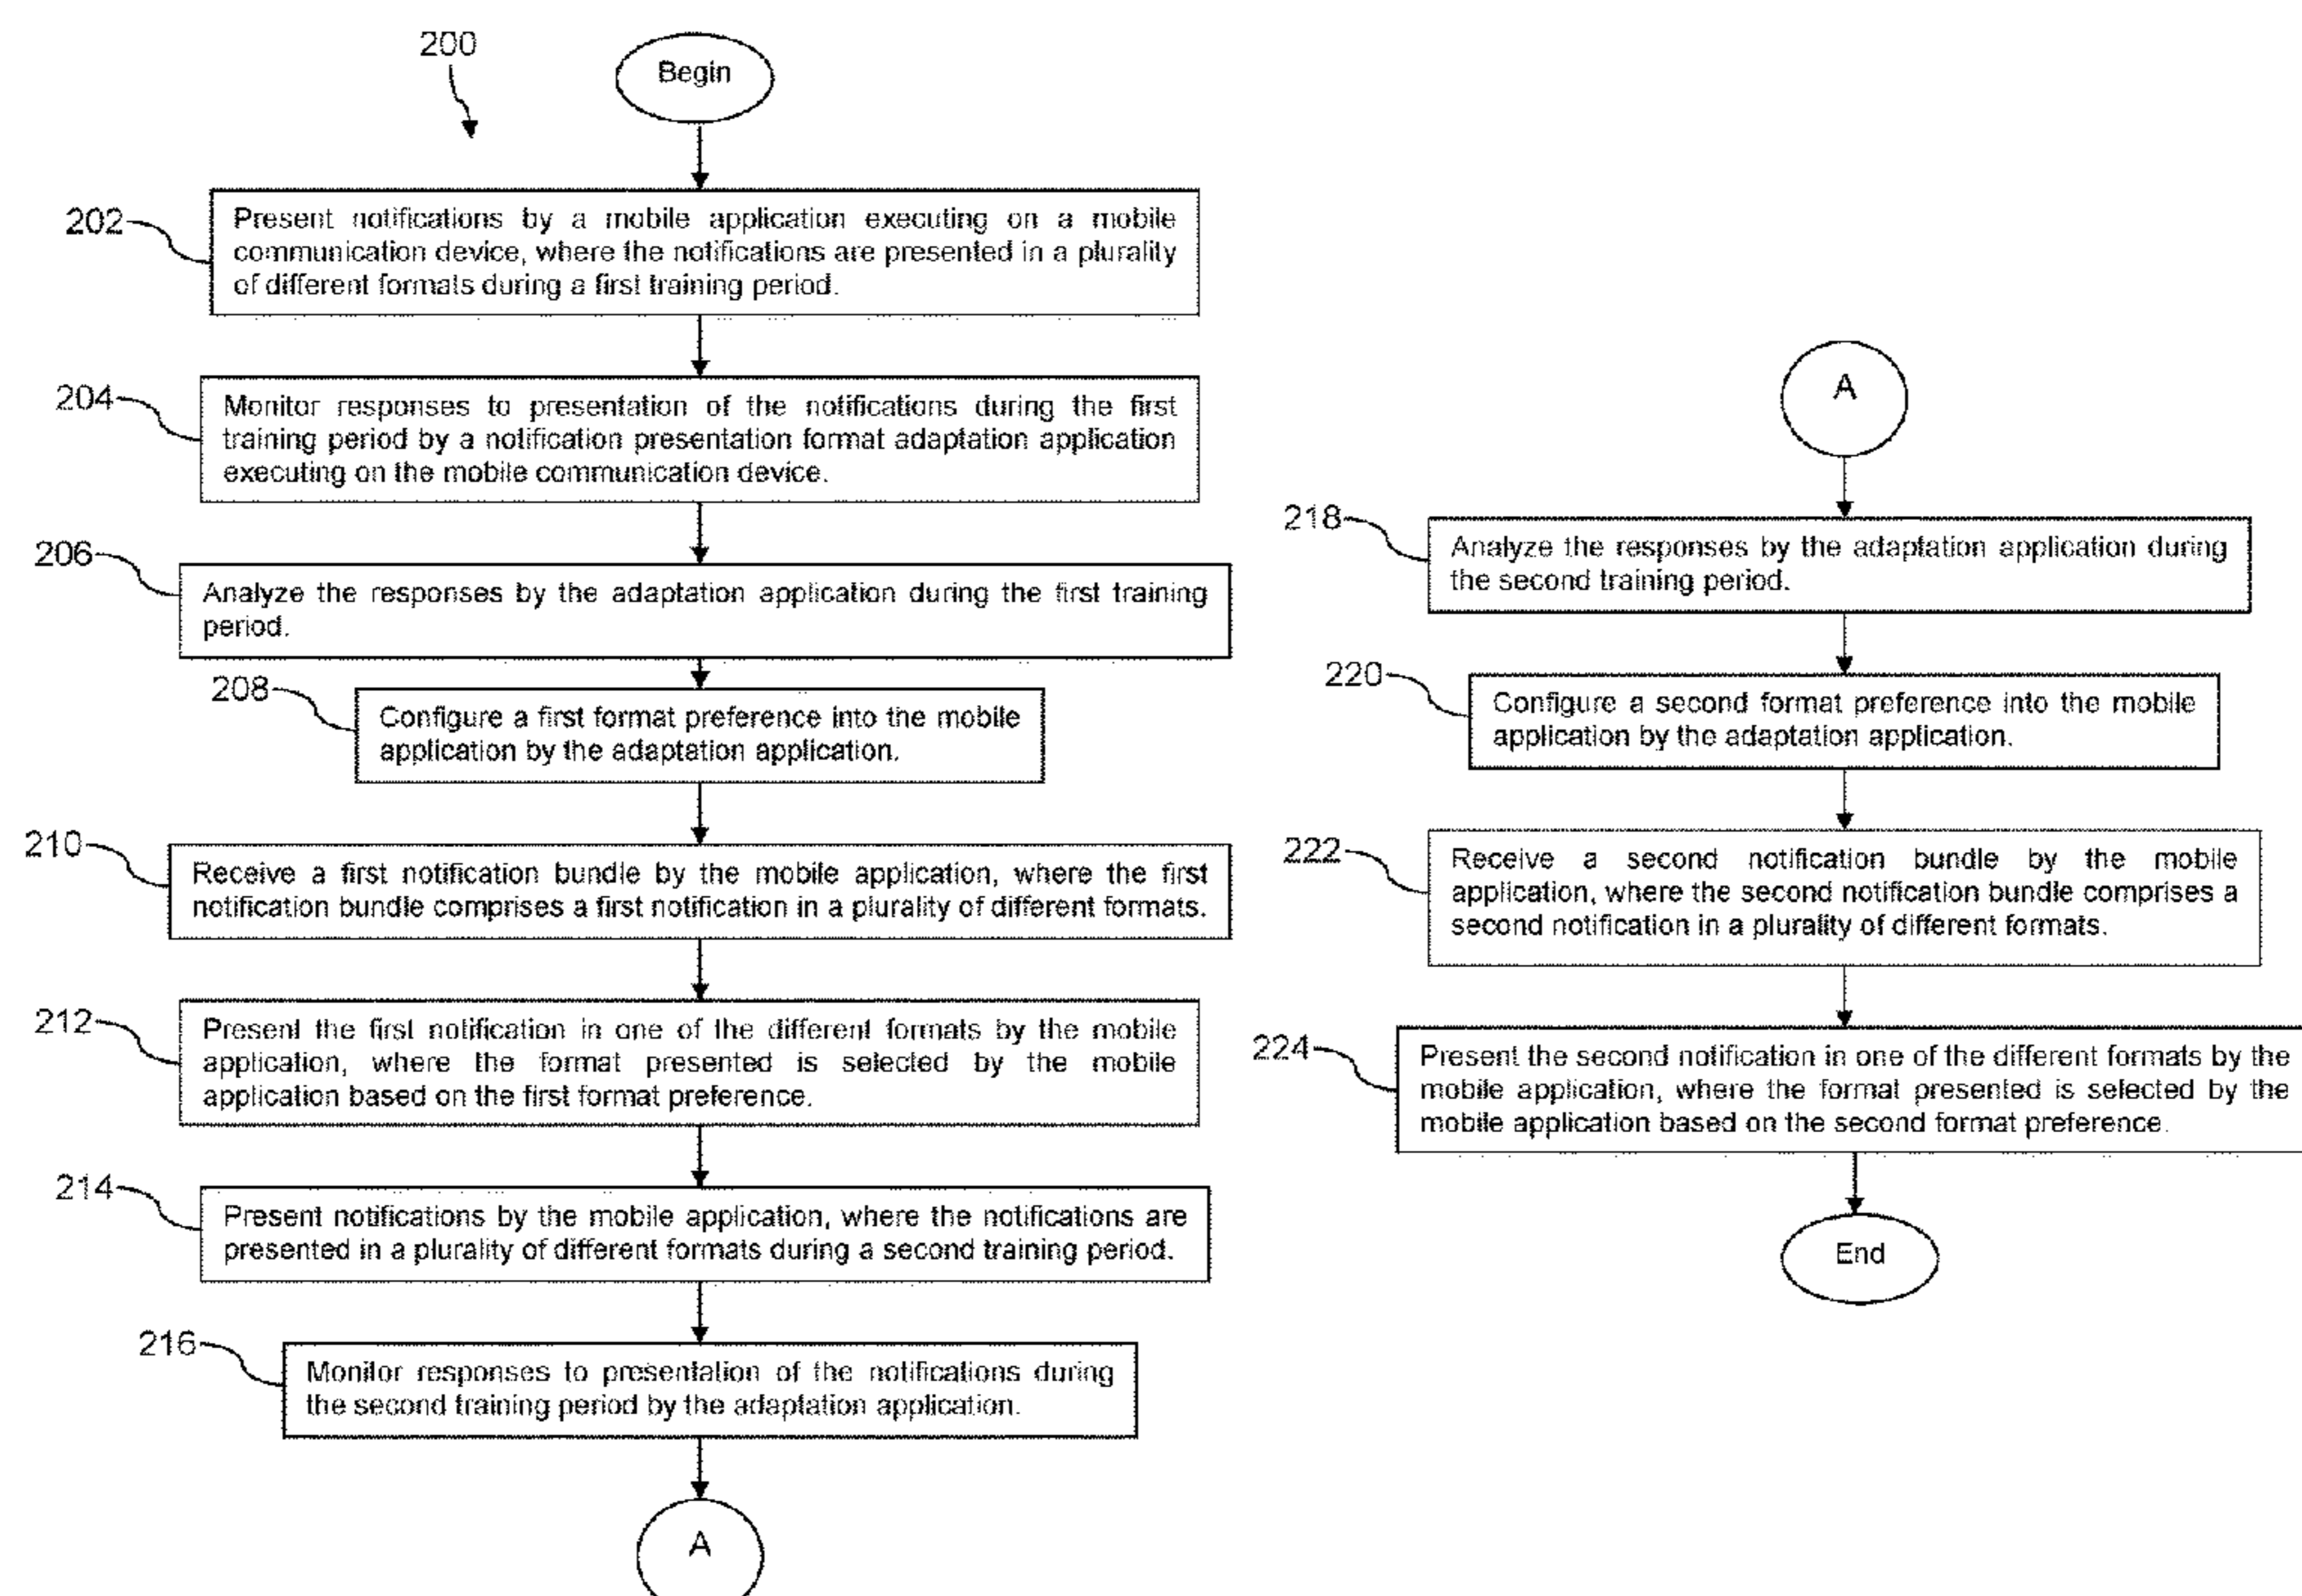 200
Begin
202
Present notifications by a mobile application executing on a mobile
communication device, where the notifications are presented in a plurality
of different formats during a first training period.
204
Monitor responses to presentation of the notifications during the first
training period by a notification presentation format adaptation application
executing on the mobile communication device.
206
Analyze the responses by the adaptation application during the first training
period.
208
Configure a first format preference into the mobile
application by the adaptation application.
210
Receive a first notification bundle by the mobile application, where the first
notification bundle comprises a first notification in a plurality of different formats.
212
Present the first notification in one of the different formats by the mobile
application, where the format presented is selected by the mobile
application based on the first format preference.
214
Present notifications by the mobile application, where the notifications are
presented in a plurality of different formats during a second training period.
216
Monitor responses to presentation of the notifications during
the second training period by the adaptation application.
A
A
218
Analyze the responses by the adaptation application during
the second training period.
220
Configure a second format preference into the mobile
application by the adaptation application.
222
Receive a second notification bundle by the mobile
application, where the second notification bundle comprises a
second notification in a plurality of different formats.
224
Present the second notification in one of the different formats by the
mobile application, where the format presented is selected by the
mobile application based on the second format preference.
End